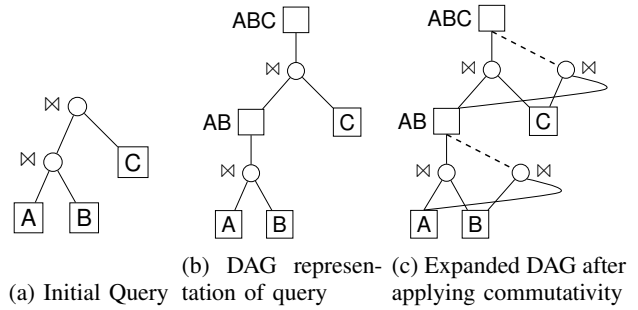 ABC
ABC
⋈
⋈
⋈
⋈
AB
C
AB
C
⋈
C
⋈
⋈
⋈
A
B
A
B
A
B
(a) Initial Query
(b) DAG represen-
tation of query
(c) Expanded DAG after
applying commutativity